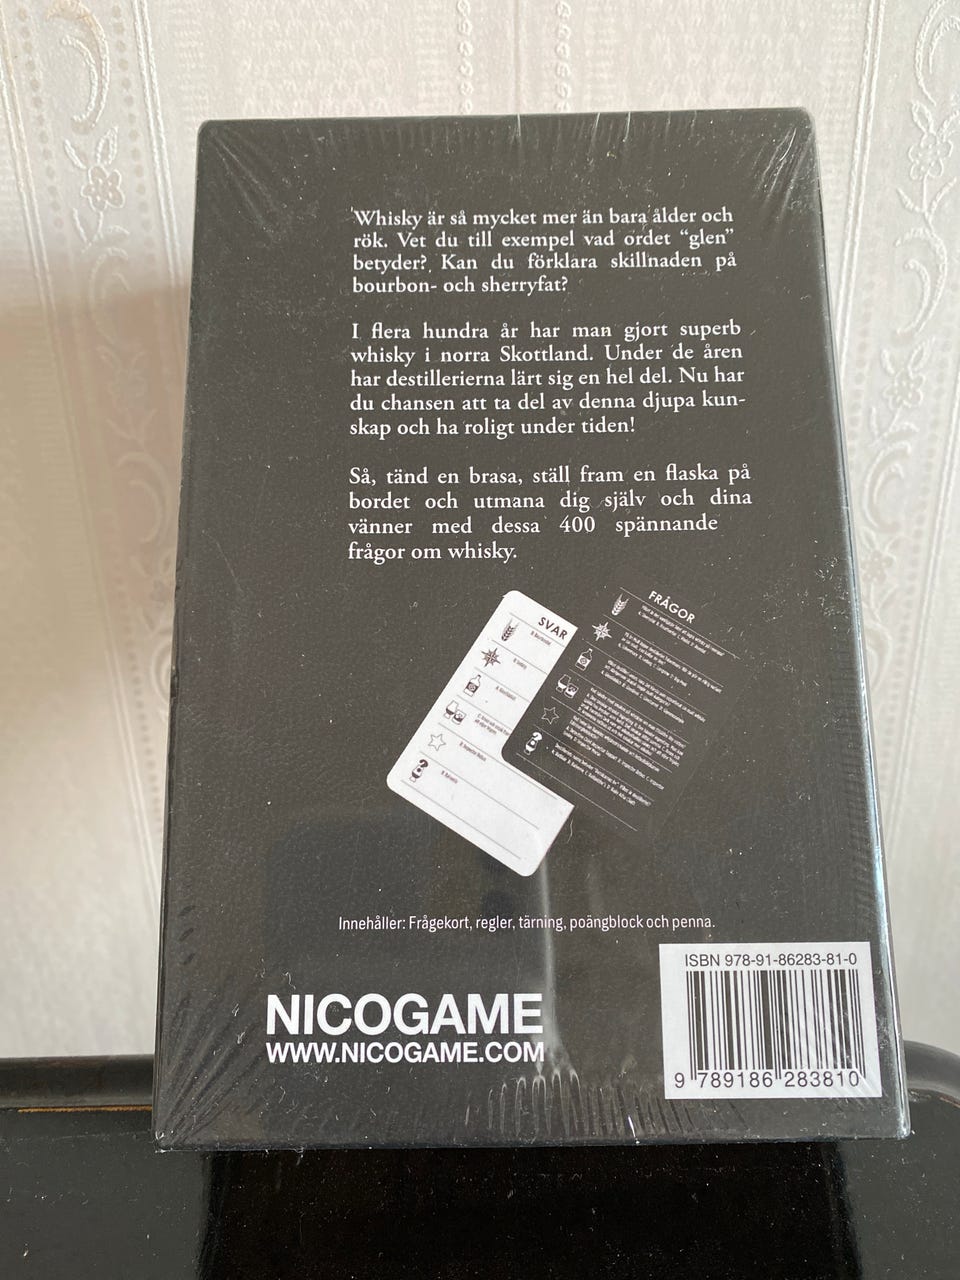 Whisky är så mycket mer än bara ålder och
rök. Vet du till exempel vad ordet “glen”
betyder? Kan du förklara skillnaden på
bourbon- och sherryfat?
I flera hundra år har man gjort superb
whisky i norra Skottland. Under de åren
har destillerierna lärt sig en hel del. Nu har
du chansen att ta del av denna djupa kun-
skap och ha roligt under tiden!
Så, tänd en brasa, ställ fram en flaska på
bordet och utmana dig själv och dina
vänner med dessa 400 spännande
frågor om whisky.
FRÅGOR
SVAR
Innehåller: Frågekort, regler, tärning, poängblock och penna.
NICOGAME
WWW.NICOGAME.COM
ISBN 978-91-86283-81-0
9 789186 283810